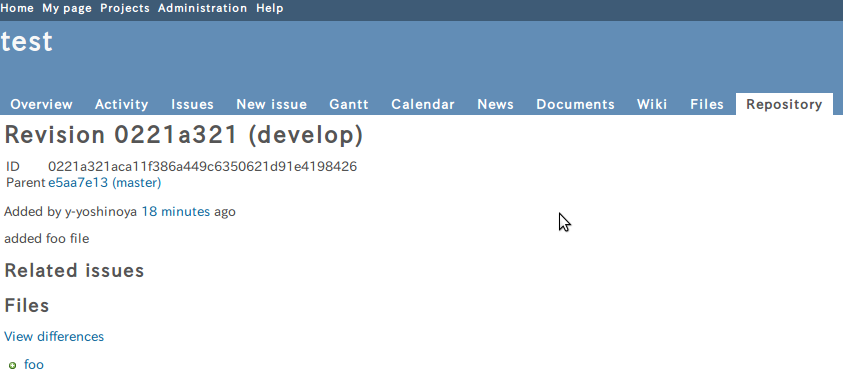 Home My page Projects Administration Help
test
Overview Activity Issues New issue Gantt Calendar News Documents Wiki Files Repository
Revision 0221a321 (develop)
ID 0221a321aca11f386a449c6350621d91e4198426
Parent e5aa7e13 (master)
Added by y-yoshinoya 18 minutes ago
added foo file
Related issues
Files
View differences
foo